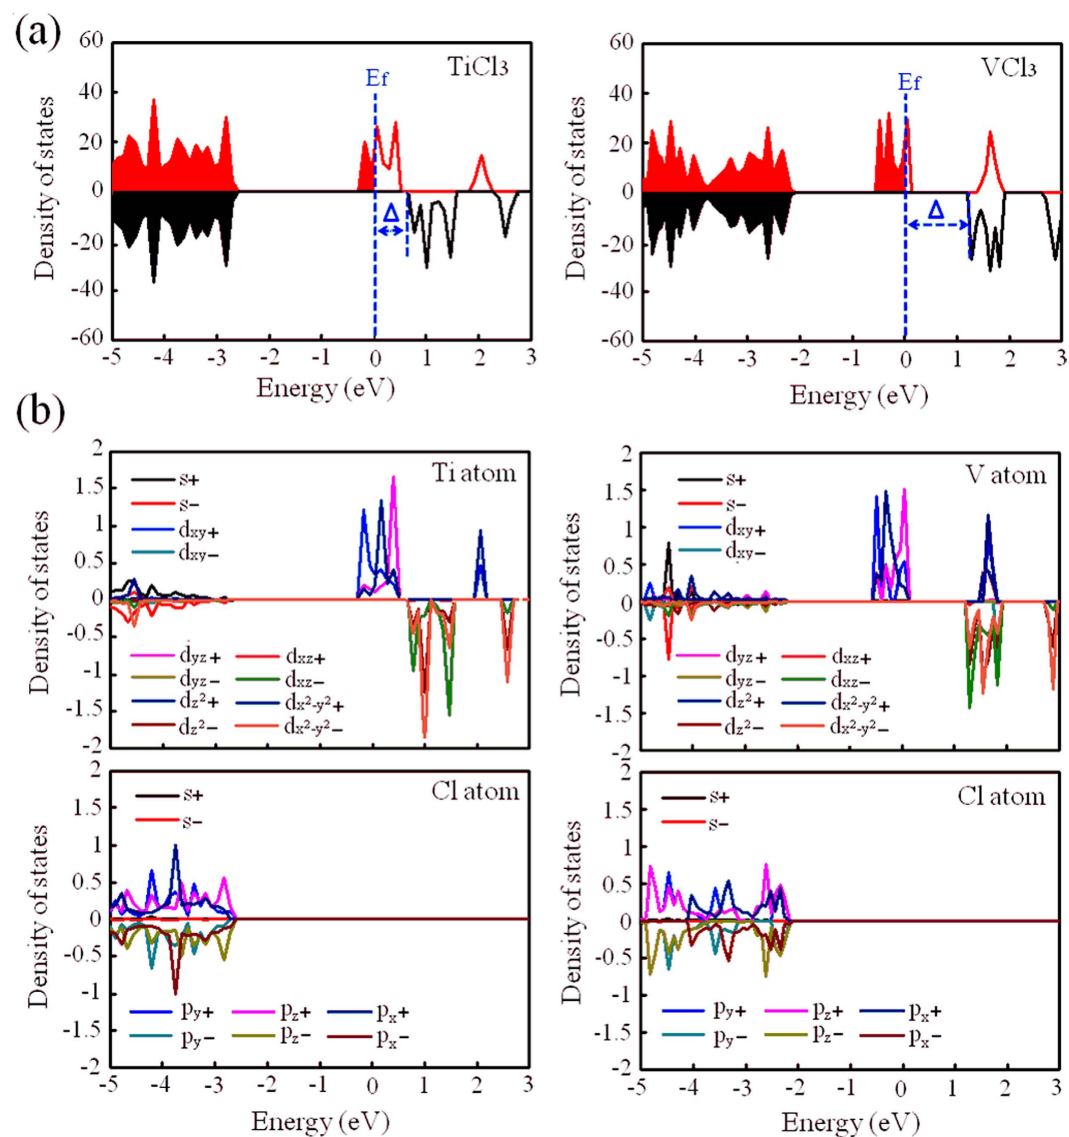 (a)
60
40
20
0
-20
-40
-60
Density of states
TiCl3
Ef
Δ
-5 -4 -3 -2 -1 0 1 2 3
Energy (eV)
60
40
20
0
-20
-40
-60
Density of states
VCl3
Ef
Δ
-5 -4 -3 -2 -1 0 1 2 3
Energy (eV)
(b)
2
1.5
1
0.5
0
-0.5
-1
-1.5
-2
Density of states
Ti atom
s+
s−
dxy+
dxy−
dyz+ dxz+
dyz− dxz−
dz²+ dx²-y²+
dz²− dx²-y²−
2
1.5
1
0.5
0
-0.5
-1
-1.5
-2
Density of states
V atom
s+
s−
dxy+
dxy−
dyz+ dxz+
dyz− dxz−
dz²+ dx²-y²+
dz²− dx²-y²−
2
1.5
1
0.5
0
-0.5
-1
-1.5
-2
Density of states
Cl atom
s+
s−
py+ pz+ px+
py− pz− px−
-5 -4 -3 -2 -1 0 1 2 3
Energy (eV)
2
1.5
1
0.5
0
-0.5
-1
-1.5
-2
Density of states
Cl atom
s+
s−
py+ pz+ px+
py− pz− px−
-5 -4 -3 -2 -1 0 1 2 3
Energy (eV)